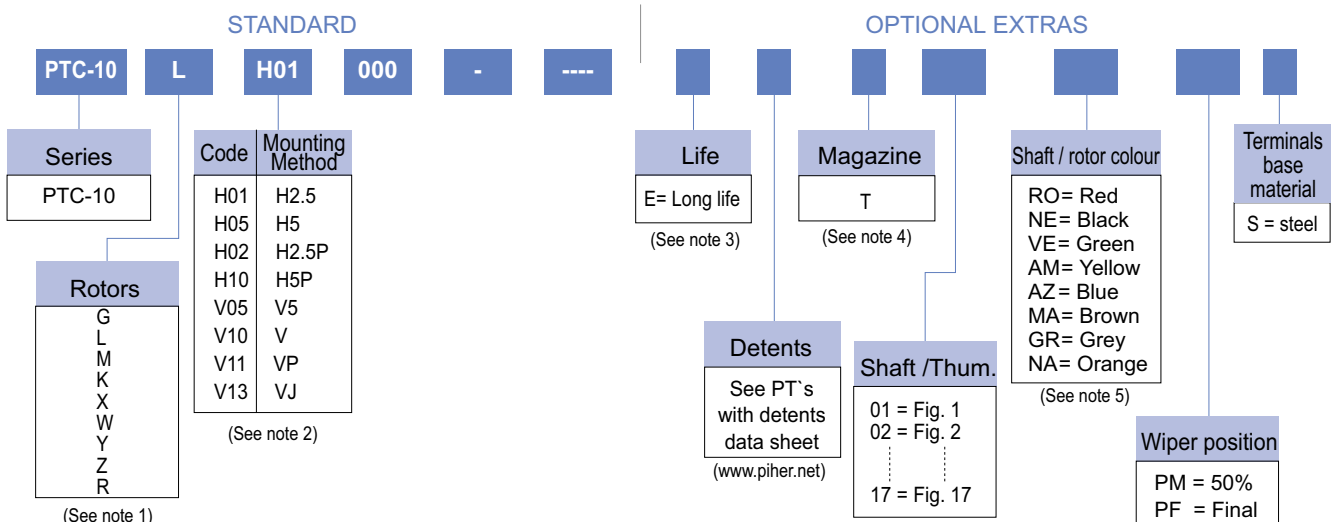 STANDARD
OPTIONAL EXTRAS
PTC-10 L H01 000 - ----
Series
PTC-10
Rotors
G
L
M
K
X
W
Y
Z
R
(See note 1)
Code Mounting Method
H01 H2.5
H05 H5
H02 H2.5P
H10 H5P
V05 V5
V10 V
V11 VP
V13 VJ
(See note 2)
Life
E= Long life
(See note 3)
Detents
See PT`s
with detents
data sheet
(www.piher.net)
Magazine
T
(See note 4)
Shaft /Thum.
01 = Fig. 1
02 = Fig. 2
17 = Fig. 17
Shaft / rotor colour
RO= Red
NE= Black
VE= Green
AM= Yellow
AZ= Blue
MA= Brown
GR= Grey
NA= Orange
(See note 5)
Wiper position
PM = 50%
PF = Final
Terminals
base
material
S = steel